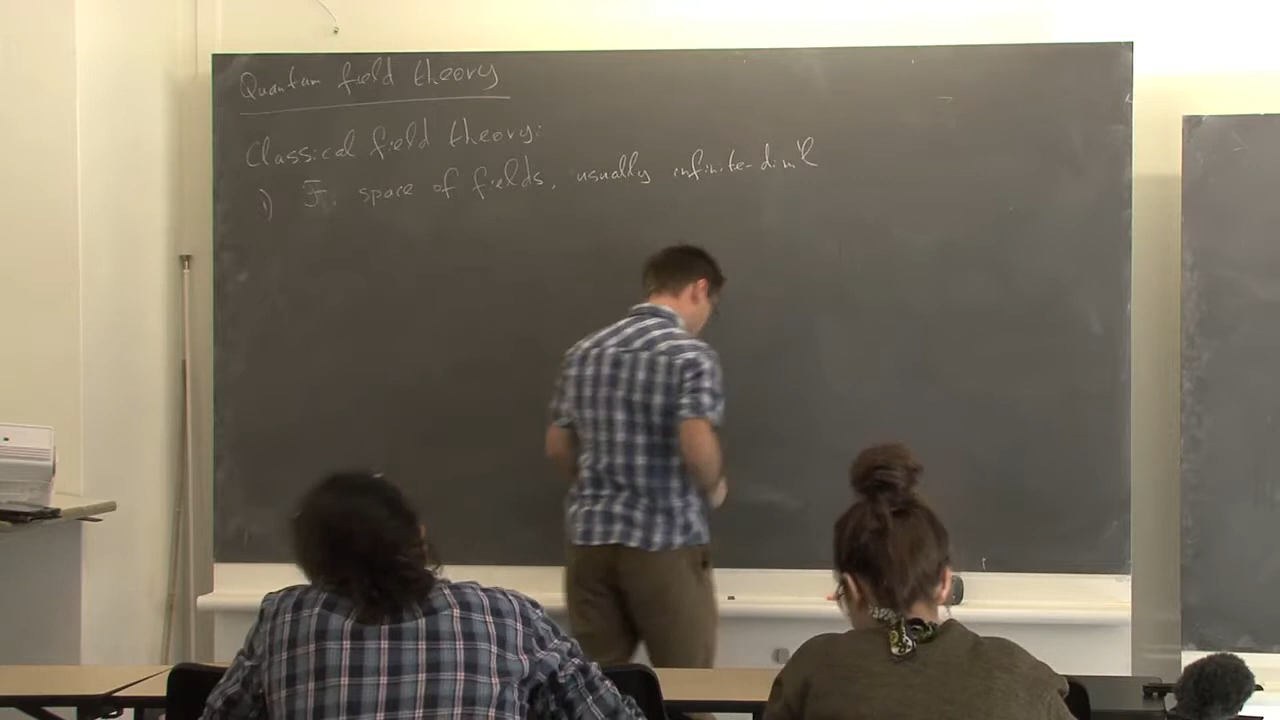 Quantum field theory
Classical field theory:
1) F, space of fields, usually infinite-dim'l